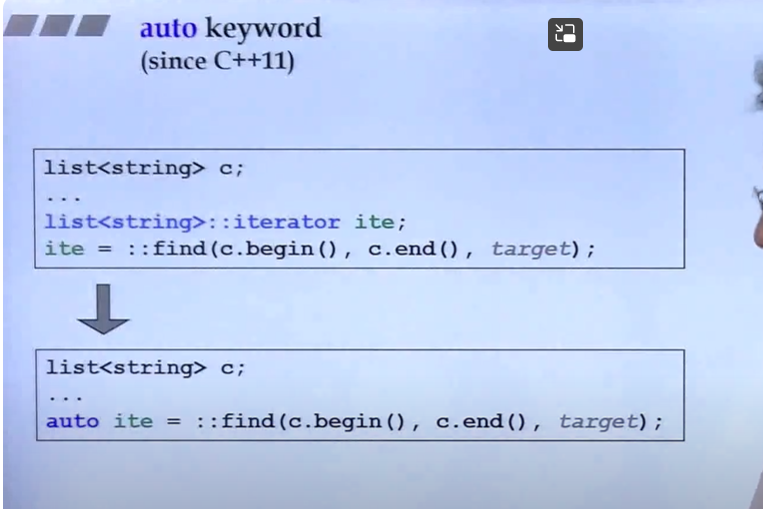 auto keyword
(since C++11)
list<string> c;
...
list<string>::iterator ite;
ite = ::find(c.begin(), c.end(), target);
list<string> c;
...
auto ite = ::find(c.begin(), c.end(), target);